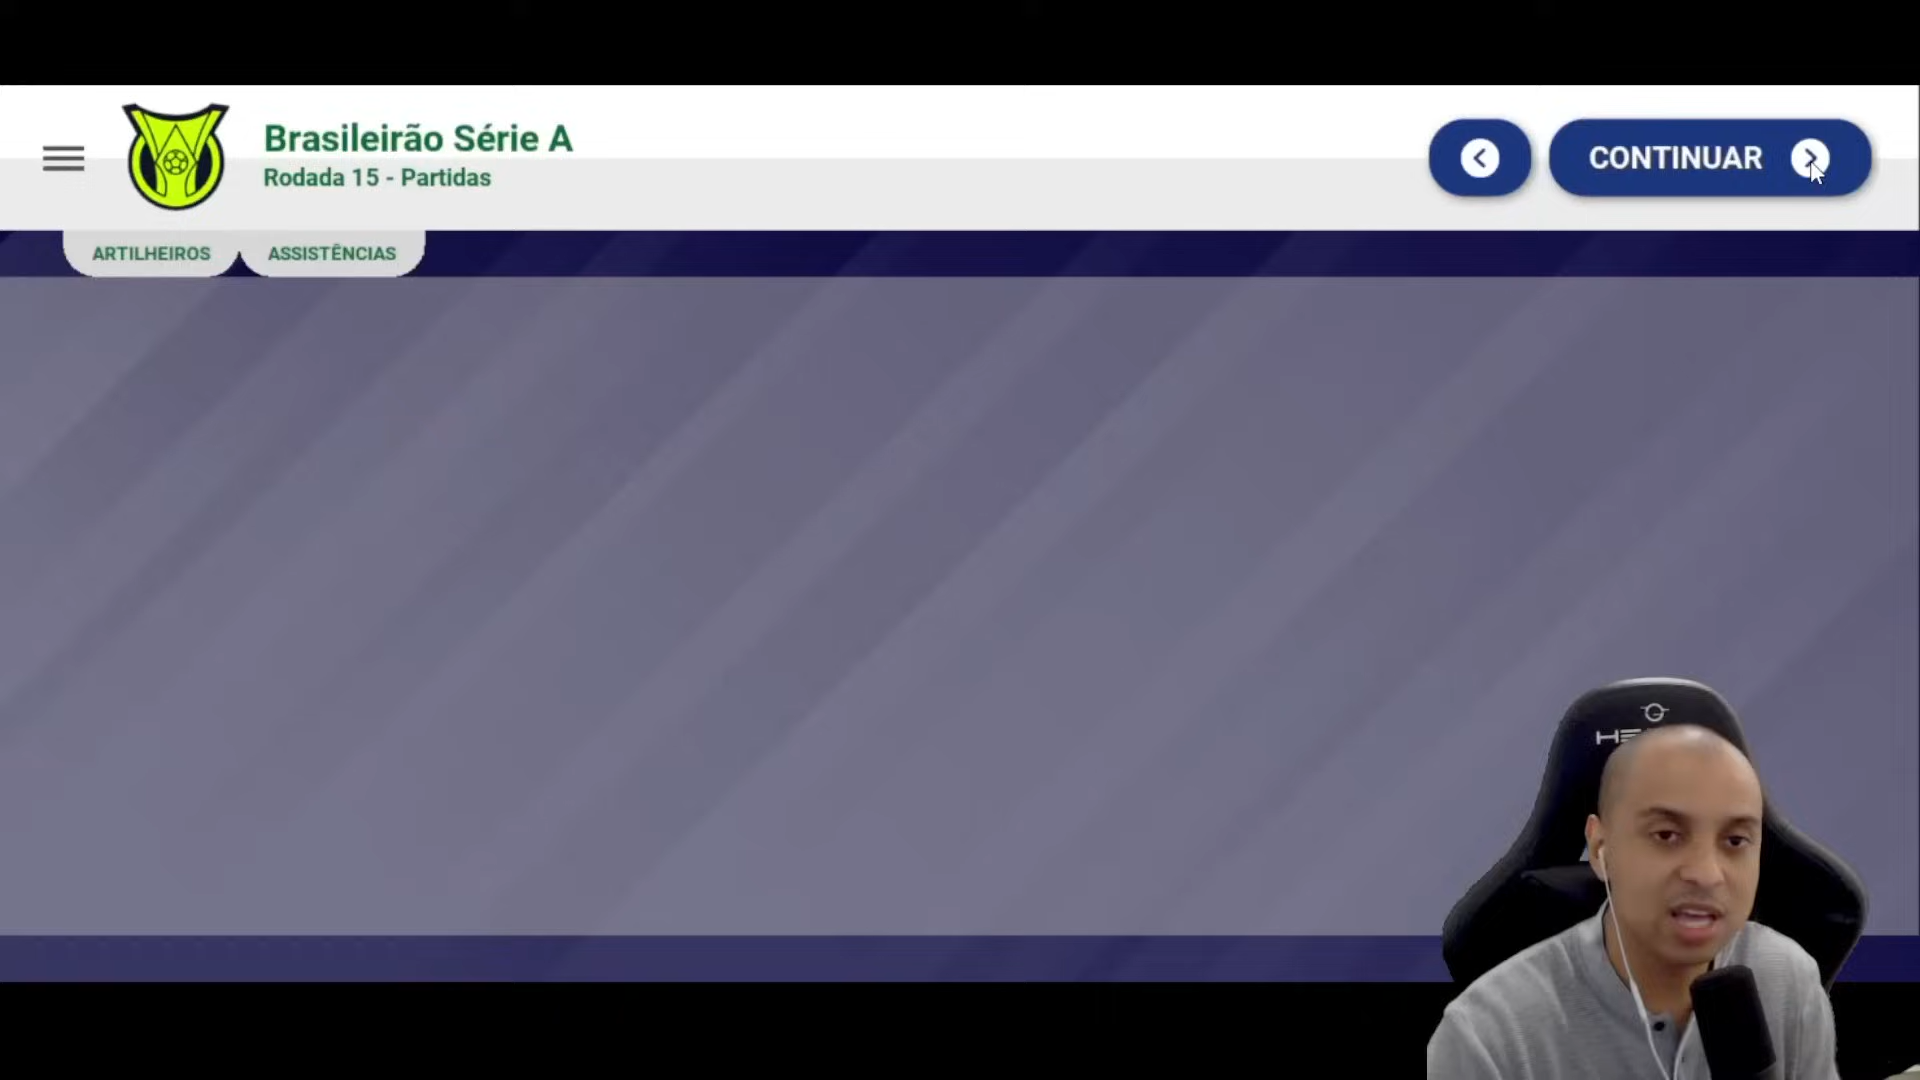 Brasileirão Série A
Rodada 15 - Partidas
CONTINUAR
ARTILHEIROS
ASSISTÊNCIAS